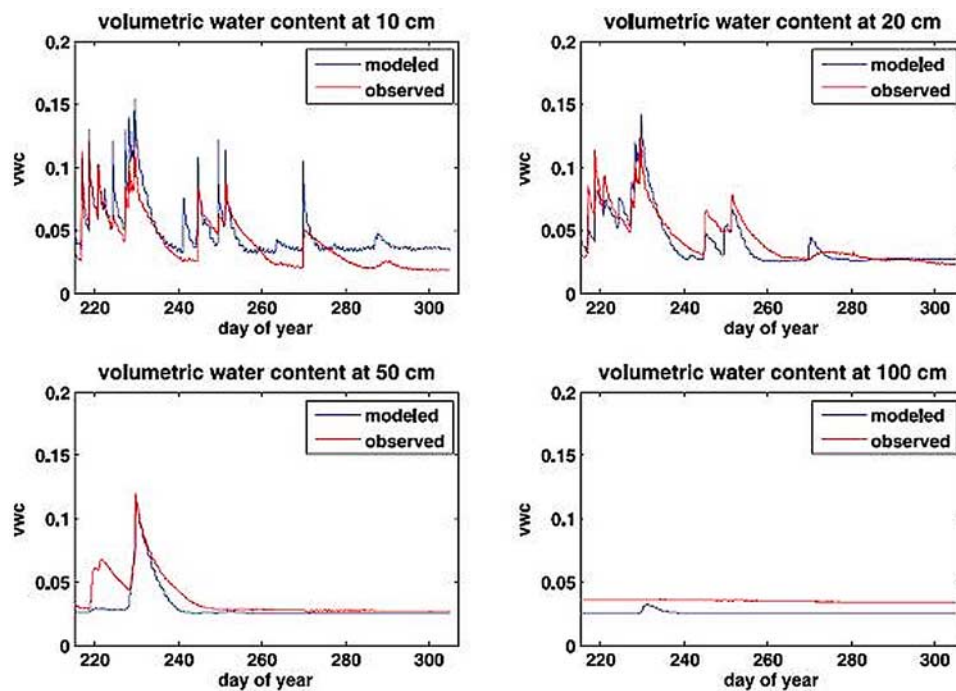 volumetric water content at 10 cm
0.2
0.15
0.1
0.05
0
vwc
modeled
observed
220 240 260 280 300
day of year
volumetric water content at 20 cm
0.2
0.15
0.1
0.05
0
vwc
modeled
observed
220 240 260 280 300
day of year
volumetric water content at 50 cm
0.2
0.15
0.1
0.05
0
vwc
modeled
observed
220 240 260 280 300
day of year
volumetric water content at 100 cm
0.2
0.15
0.1
0.05
0
vwc
modeled
observed
220 240 260 280 300
day of year